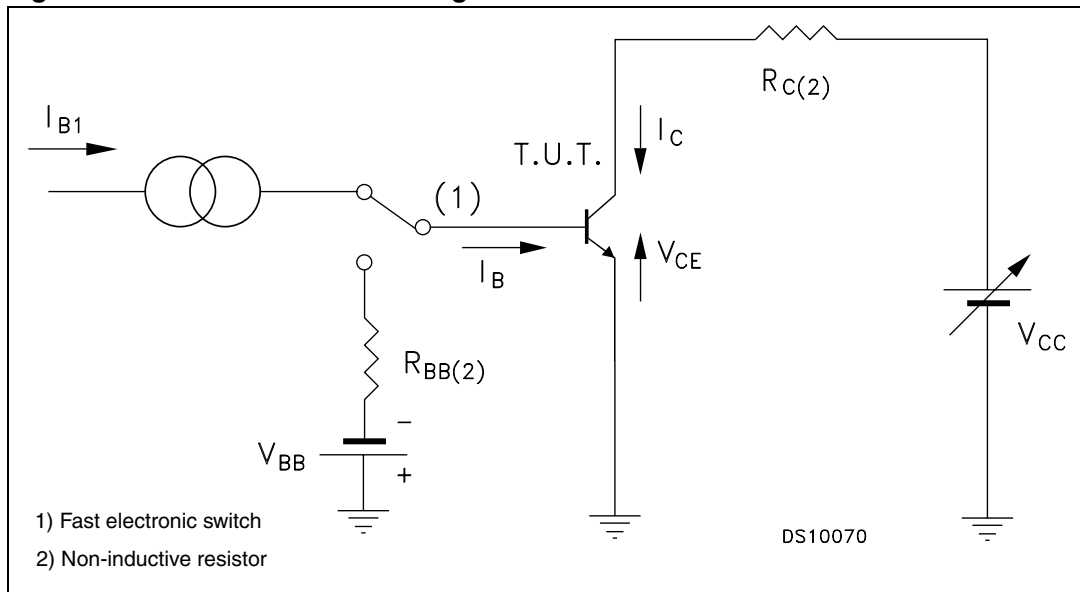 I_B1
R_C(2)
I_C
T.U.T.
(1)
I_B
V_CE
R_BB(2)
V_CC
V_BB
−
+
1) Fast electronic switch
2) Non-inductive resistor
DS10070